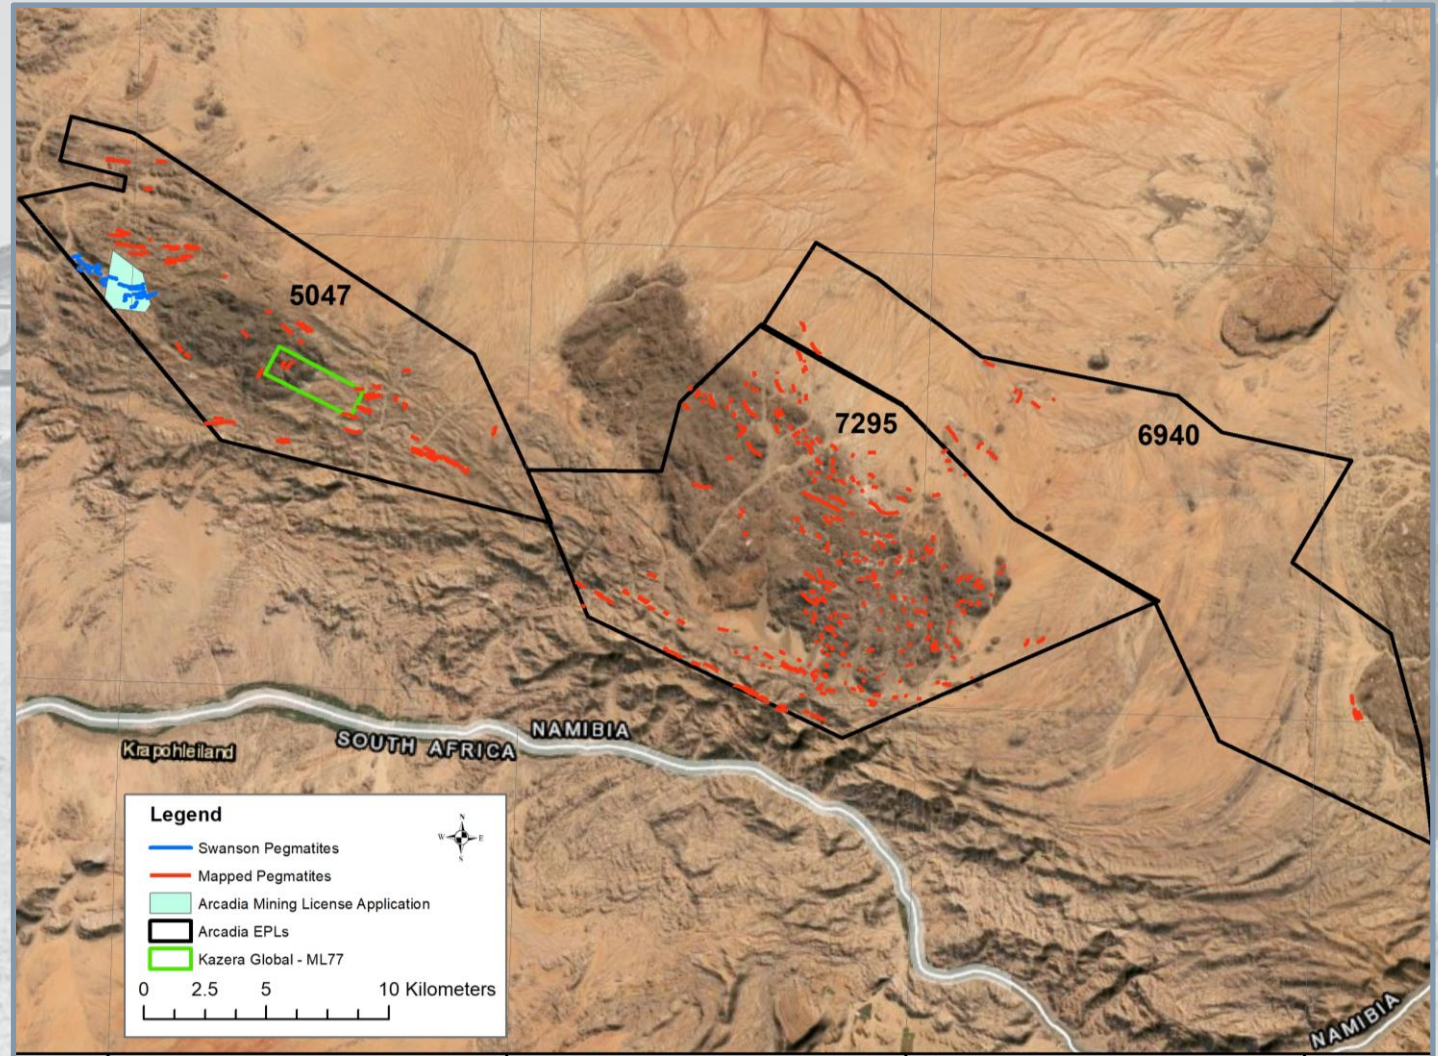 5047
7295
6940
NAMIBIA
SOUTH AFRICA
Krapohleiland
Legend
N
W E
S
Swanson Pegmatites
Mapped Pegmatites
Arcadia Mining License Application
Arcadia EPLs
Kazera Global - ML77
0 2.5 5 10 Kilometers
NAMIBIA